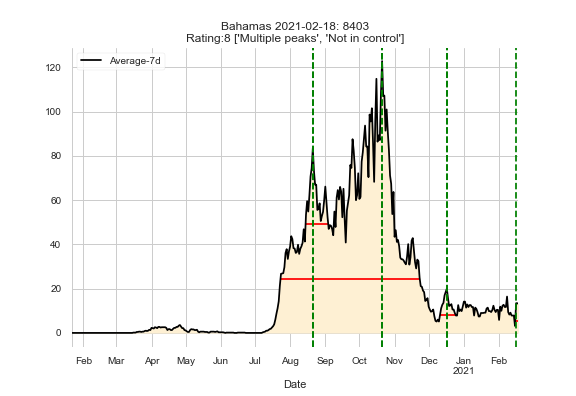 Bahamas 2021-02-18: 8403
Rating:8 ['Multiple peaks', 'Not in control']
Average-7d
120
100
80
60
40
20
0
Feb Mar Apr May Jun Jul Aug Sep Oct Nov Dec Jan Feb
2021
Date